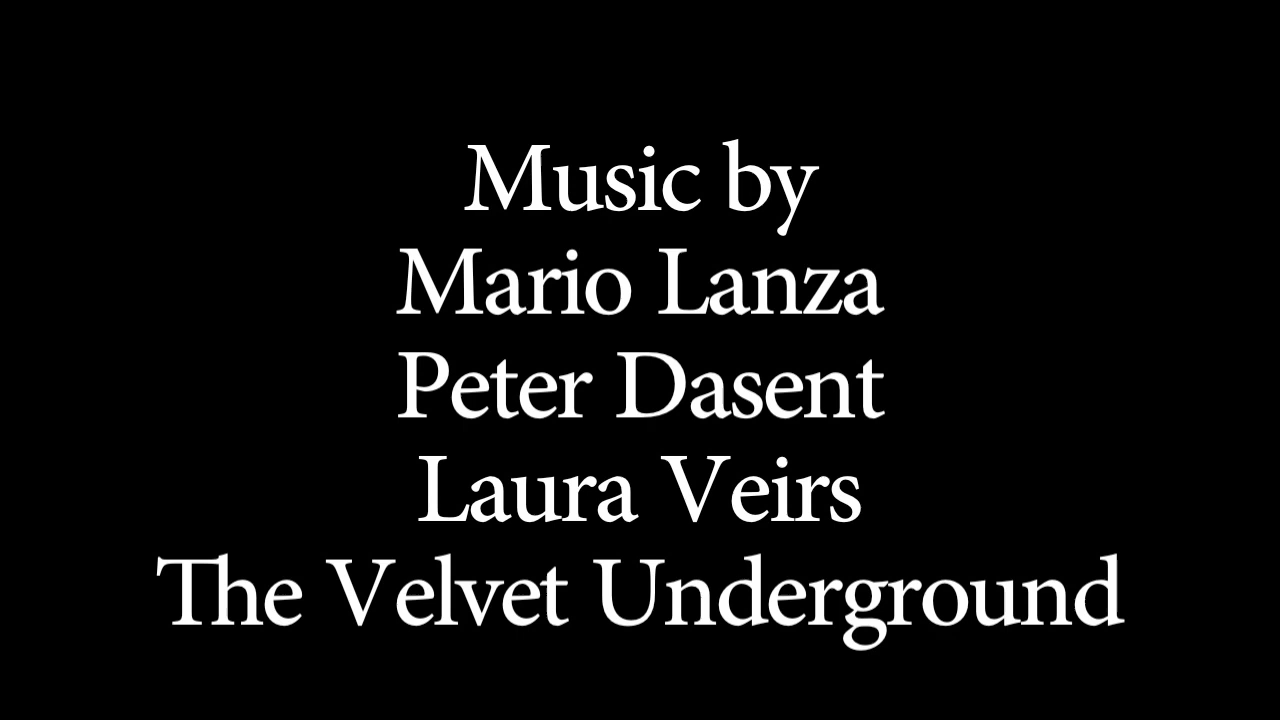 Music by
Mario Lanza
Peter Dasent
Laura Veirs
The Velvet Underground